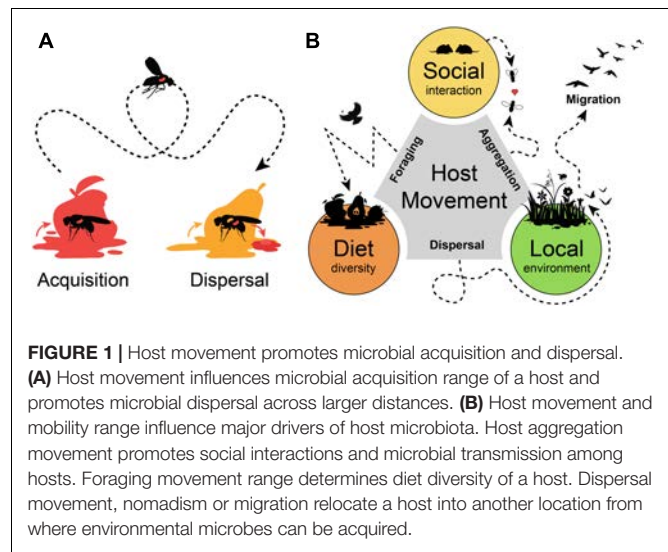 A
Acquisition
Dispersal
B
Social
interaction
Migration
Foraging
Aggregation
Host
Movement
Dispersal
Diet
diversity
Local
environment
FIGURE 1 | Host movement promotes microbial acquisition and dispersal.
(A) Host movement influences microbial acquisition range of a host and
promotes microbial dispersal across larger distances. (B) Host movement and
mobility range influence major drivers of host microbiota. Host aggregation
movement promotes social interactions and microbial transmission among
hosts. Foraging movement range determines diet diversity of a host. Dispersal
movement, nomadism or migration relocate a host into another location from
where environmental microbes can be acquired.